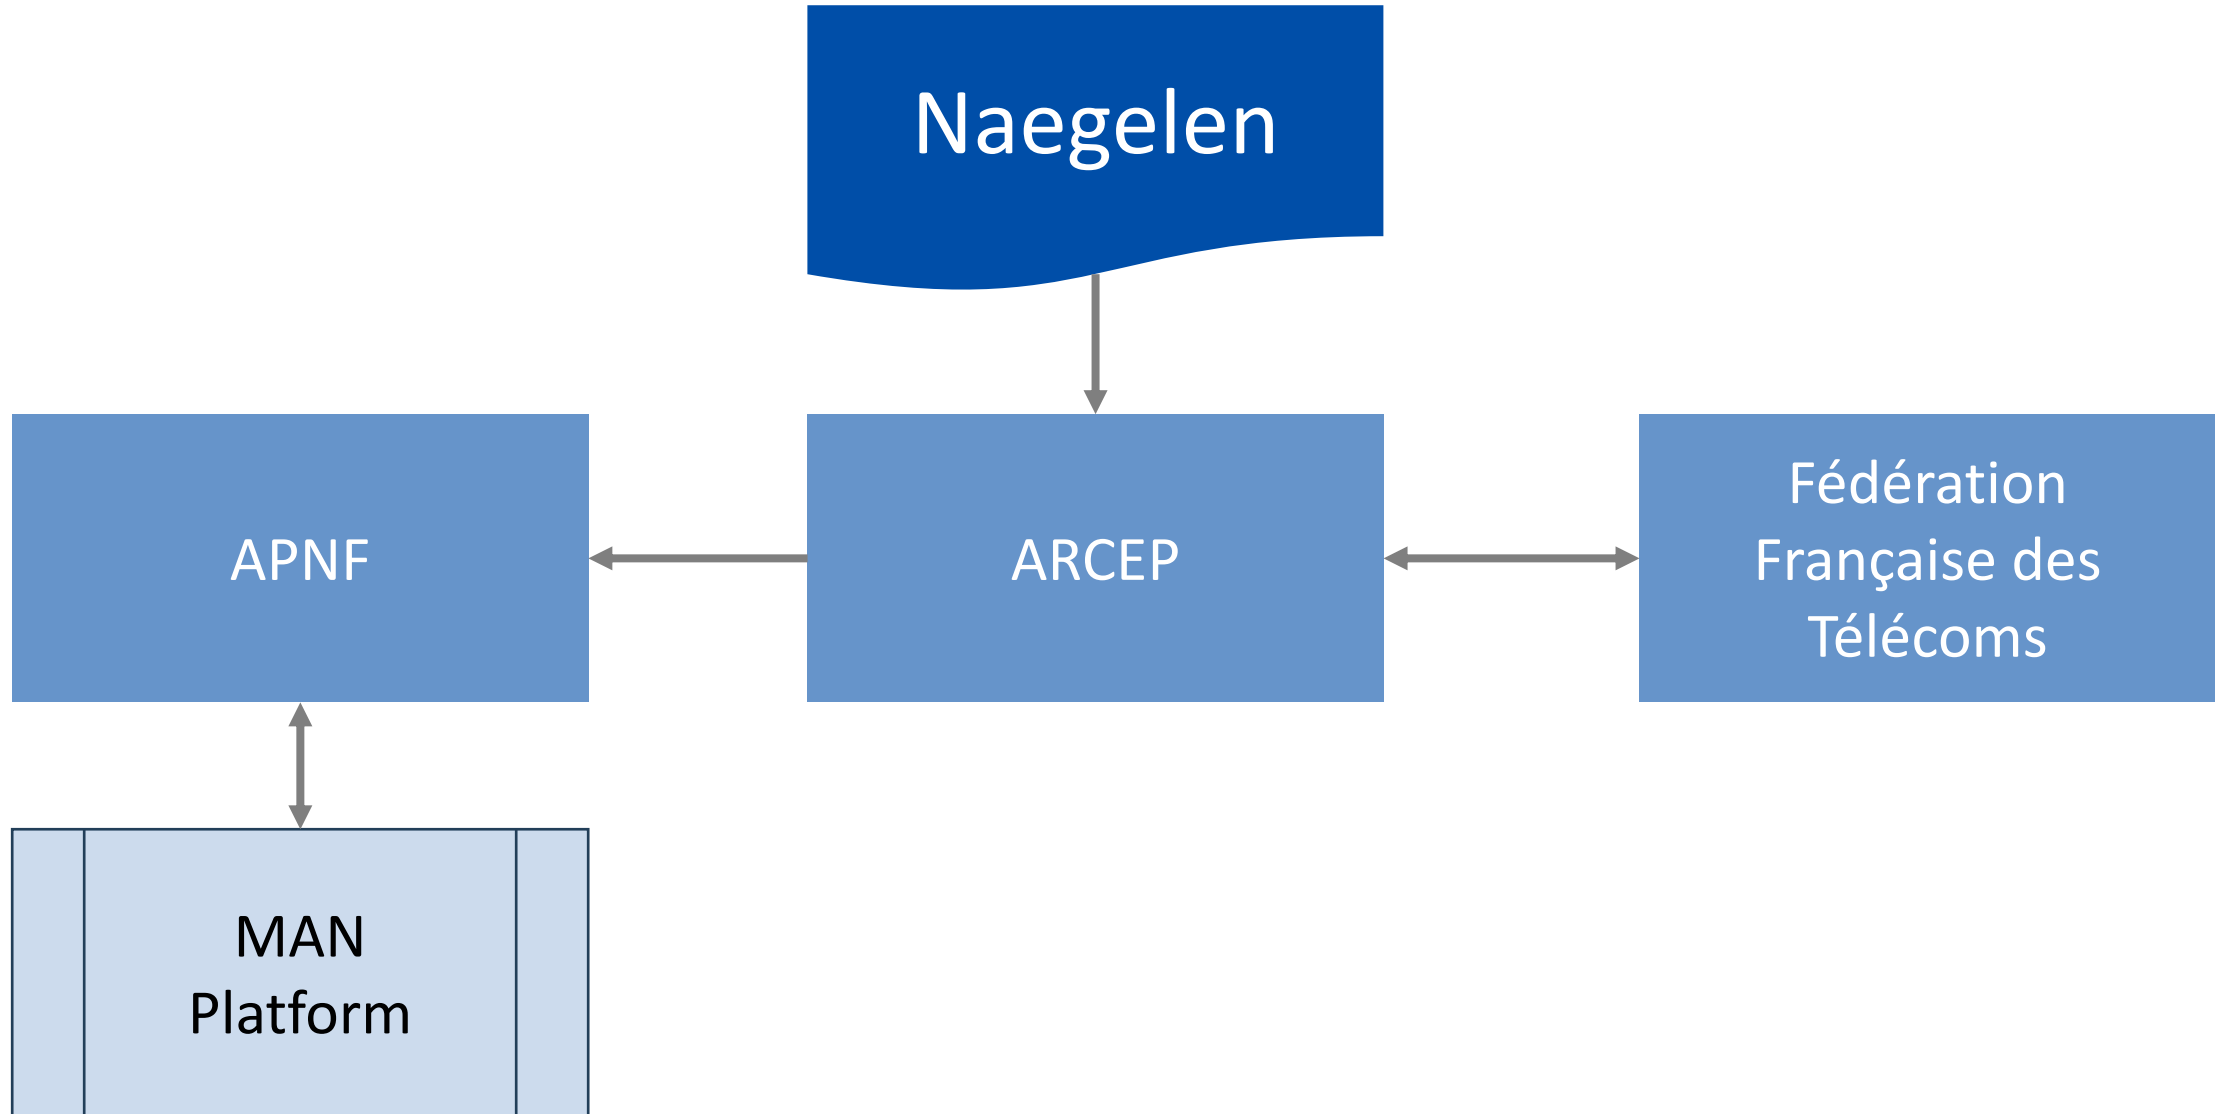 Naegelen
APNF
ARCEP
Fédération
Française des
Télécoms
MAN
Platform